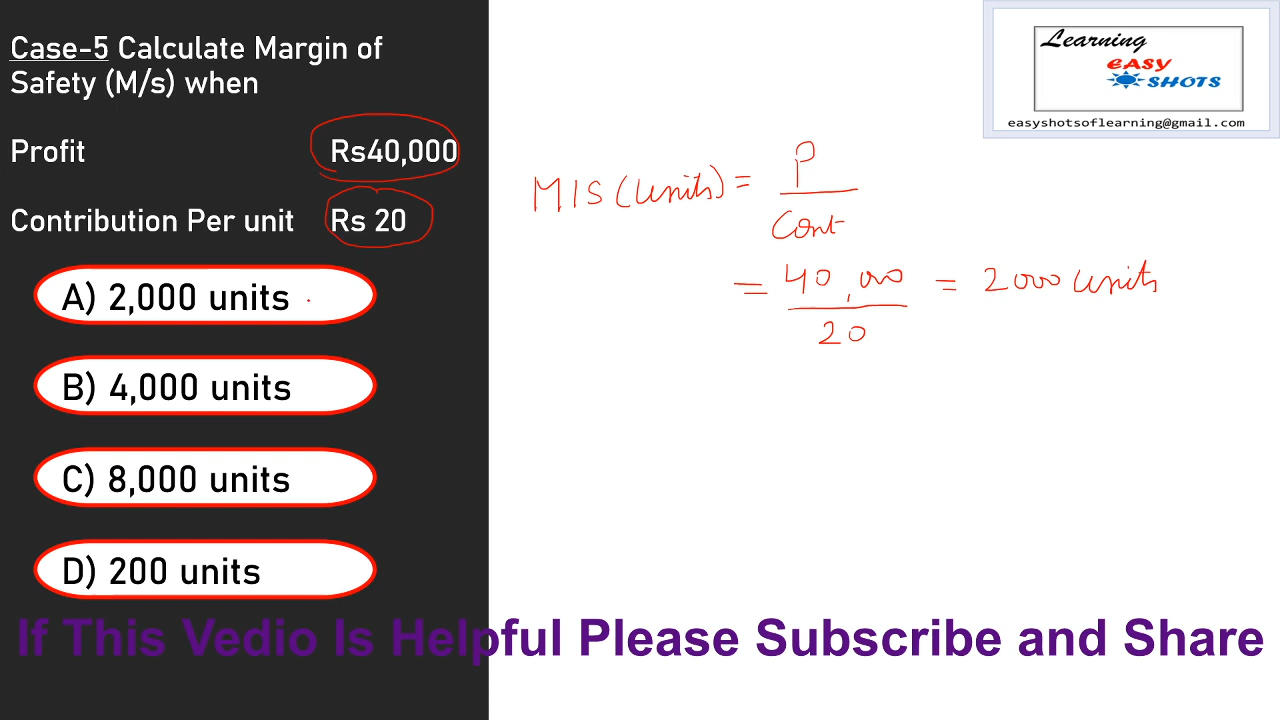 Case-5 Calculate Margin of
Safety (M/s) when
Profit Rs40,000
Contribution Per unit Rs 20
A) 2,000 units
B) 4,000 units
C) 8,000 units
D) 200 units
Learning
EASY
SHOTS
easyshotsoflearning@gmail.com
M/S (units) = P
Cont
= 40,000 = 2000 units
20
If This Vedio Is Helpful Please Subscribe and Share